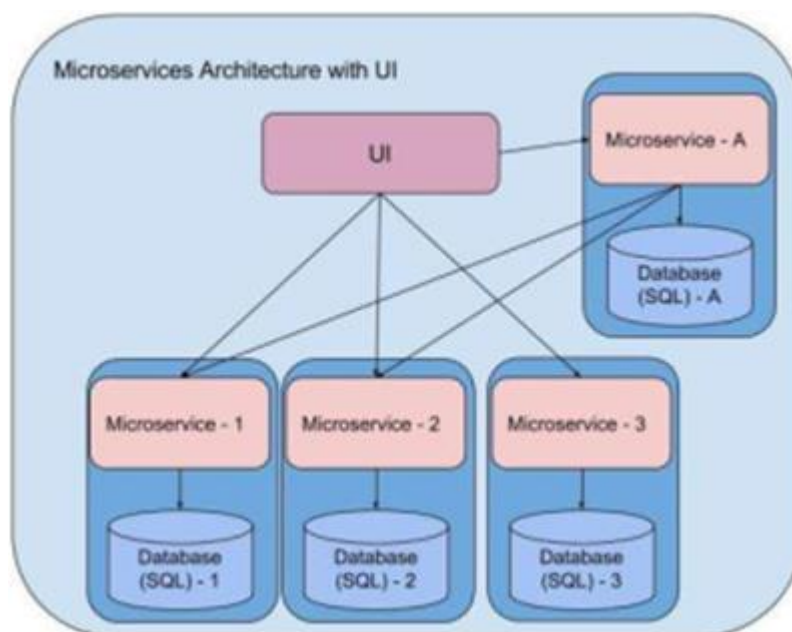 Microservices Architecture with UI
UI
Microservice - A
Database
(SQL) - A
Microservice - 1
Microservice - 2
Microservice - 3
Database
(SQL) - 1
Database
(SQL) - 2
Database
(SQL) - 3